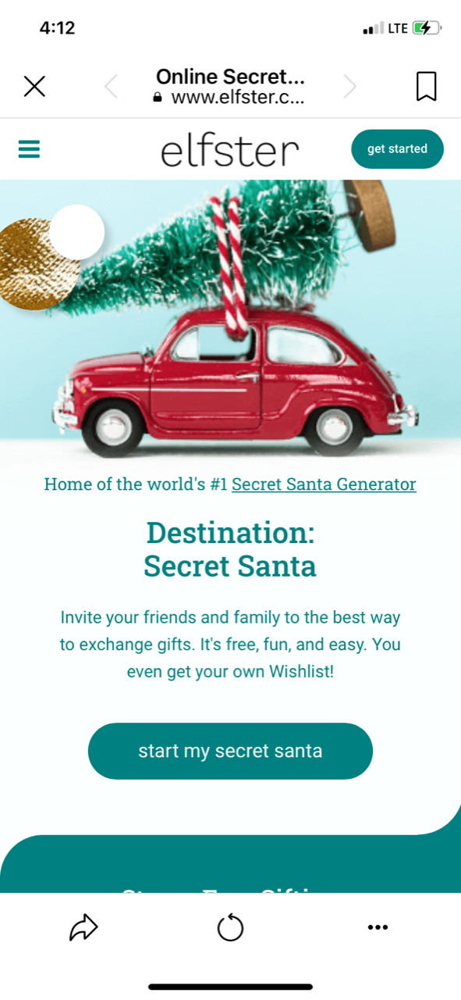 4:12
LTE
Online Secret...
www.elfster.c...
elfster
get started
Home of the world's #1 Secret Santa Generator
Destination:
Secret Santa
Invite your friends and family to the best way
to exchange gifts. It's free, fun, and easy. You
even get your own Wishlist!
start my secret santa